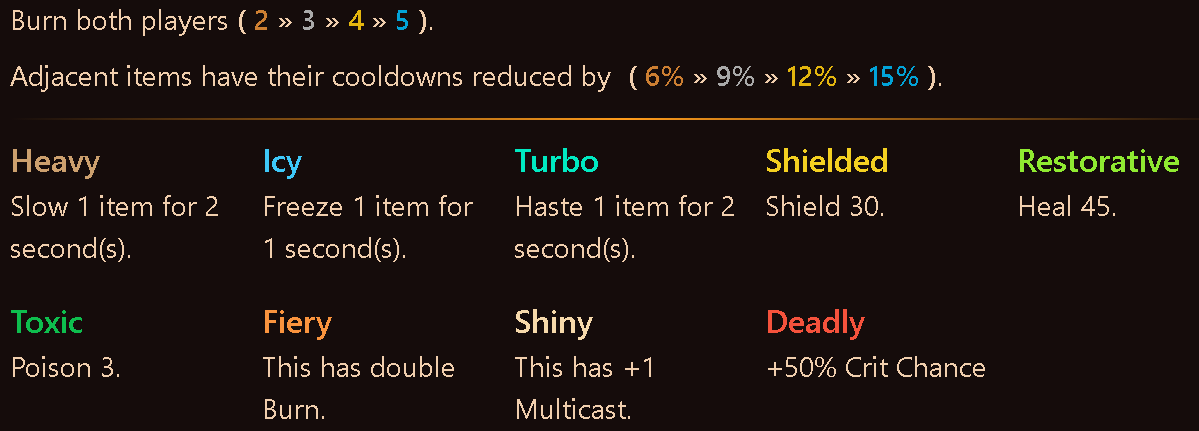 Burn both players ( 2 » 3 » 4 » 5 ).
Adjacent items have their cooldowns reduced by ( 6% » 9% » 12% » 15% ).
Heavy
Slow 1 item for 2
second(s).
Icy
Freeze 1 item for
1 second(s).
Turbo
Haste 1 item for 2
second(s).
Shielded
Shield 30.
Restorative
Heal 45.
Toxic
Poison 3.
Fiery
This has double
Burn.
Shiny
This has +1
Multicast.
Deadly
+50% Crit Chance